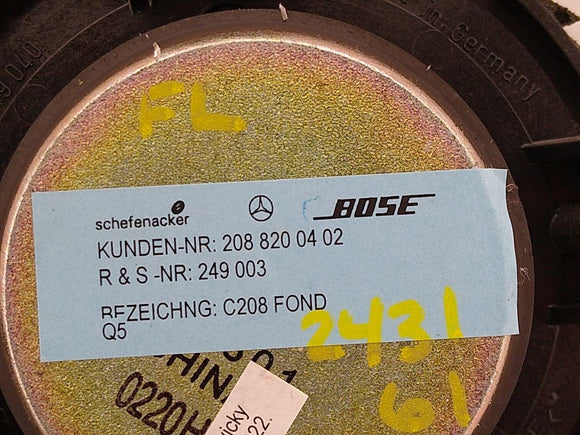 in Germany
FL
schefenacker BOSE
KUNDEN-NR: 208 820 04 02
R & S -NR: 249 003
BEZEICHNG: C208 FOND
Q5
2431
61
0220H
22.